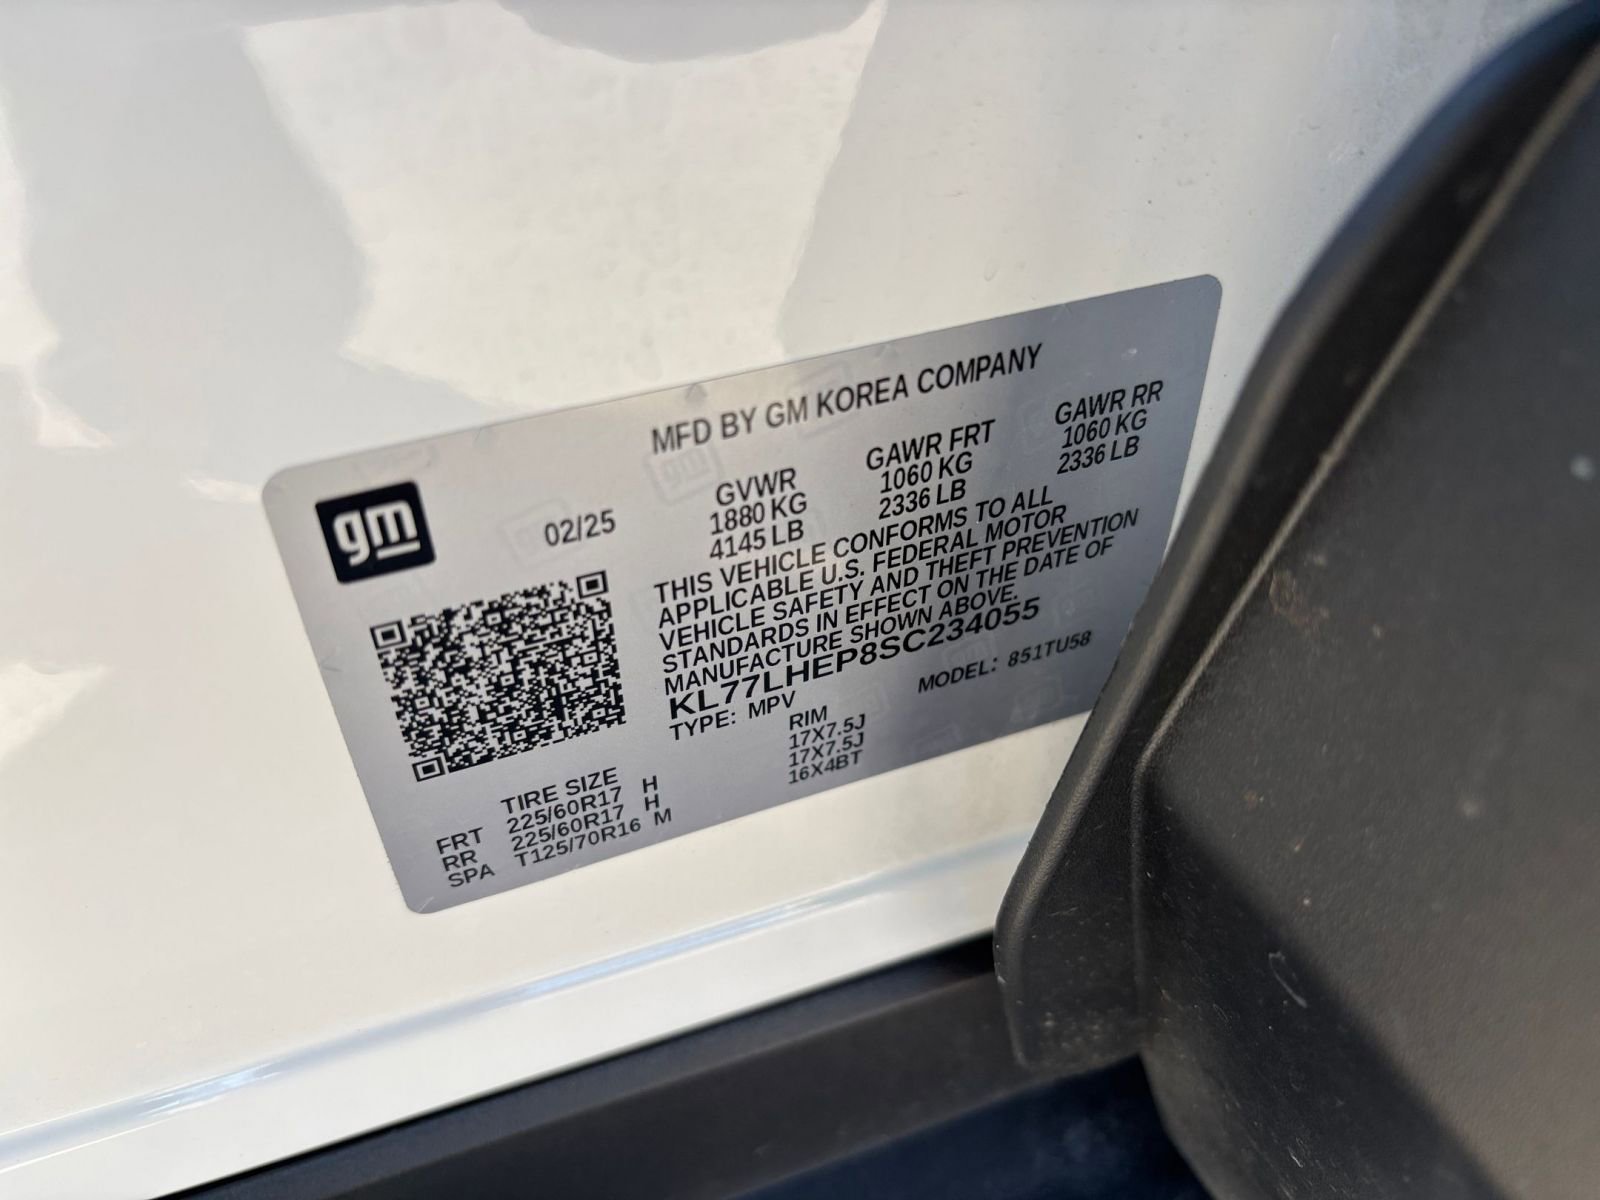 MFD BY GM KOREA COMPANY
gm
02/25
GVWR GAWR FRT GAWR RR
1880 KG 1060 KG 1060 KG
4145 LB 2336 LB 2336 LB
THIS VEHICLE CONFORMS TO ALL
APPLICABLE U.S. FEDERAL MOTOR
VEHICLE SAFETY AND THEFT PREVENTION
STANDARDS IN EFFECT ON THE DATE OF
MANUFACTURE SHOWN ABOVE.
KL77LHEP8SC234055
TYPE: MPV MODEL: 851TU58
TIRE SIZE RIM
FRT 225/60R17 H 17X7.5J
RR 225/60R17 H 17X7.5J
SPA T125/70R16 M 16X4BT